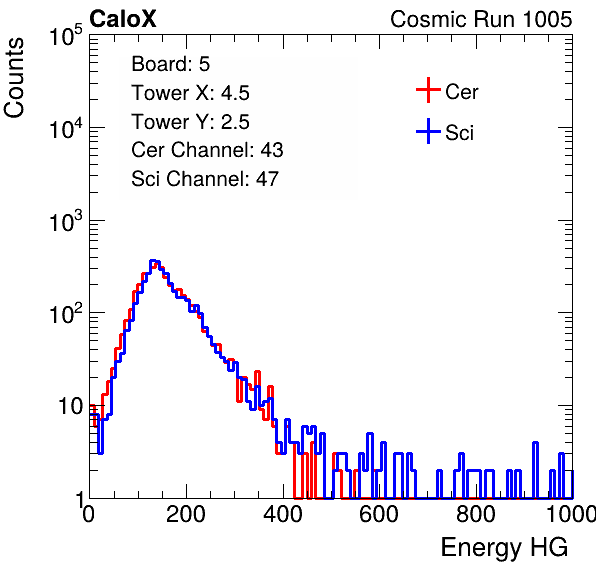 CaloX
Cosmic Run 1005
Counts
10^5
10^4
10^3
10^2
10
1
Board: 5
Tower X: 4.5
Tower Y: 2.5
Cer Channel: 43
Sci Channel: 47
Cer
Sci
0 200 400 600 800 1000
Energy HG